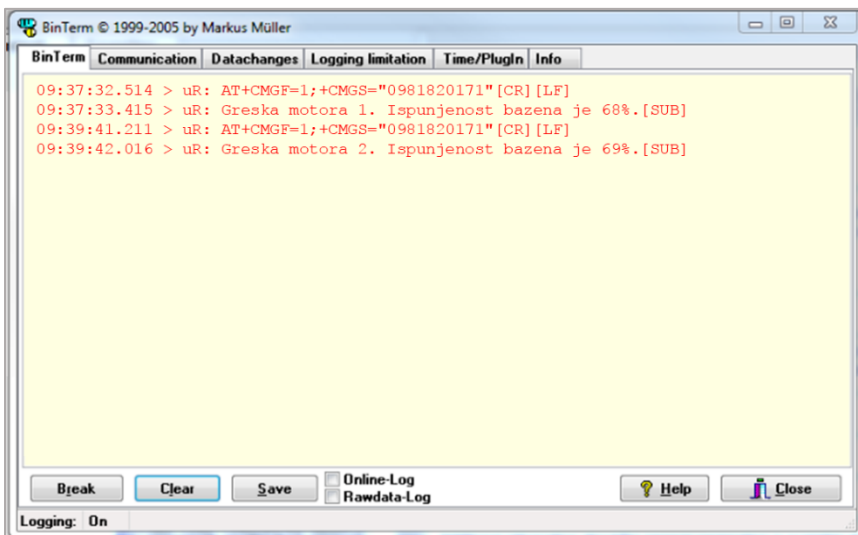 BinTerm © 1999-2005 by Markus Müller
BinTerm Communication Datachanges Logging limitation Time/PlugIn Info
09:37:32.514 > uR: AT+CMGF=1;+CMGS="0981820171"[CR][LF]
09:37:33.415 > uR: Greska motora 1. Ispunjenost bazena je 68%.[SUB]
09:39:41.211 > uR: AT+CMGF=1;+CMGS="0981820171"[CR][LF]
09:39:42.016 > uR: Greska motora 2. Ispunjenost bazena je 69%.[SUB]
Break Clear Save Online-Log Help Close
Rawdata-Log
Logging: On